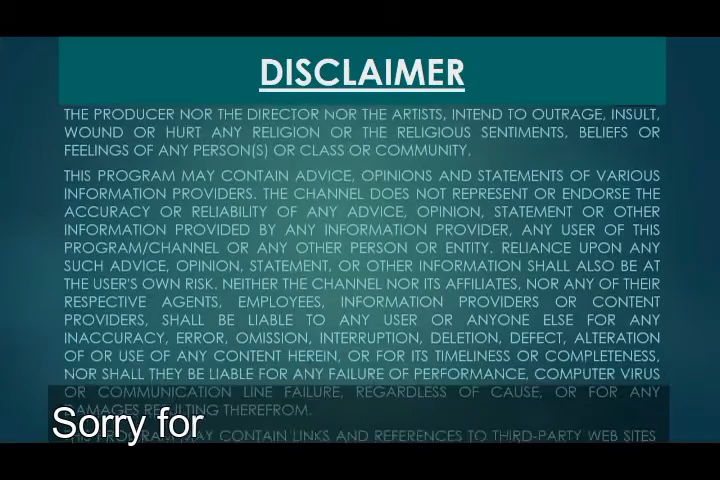 DISCLAIMER
THE PRODUCER NOR THE DIRECTOR NOR THE ARTISTS, INTEND TO OUTRAGE, INSULT,
WOUND OR HURT ANY RELIGION OR THE RELIGIOUS SENTIMENTS, BELIEFS OR
FEELINGS OF ANY PERSON(S) OR CLASS OR COMMUNITY.
THIS PROGRAM MAY CONTAIN ADVICE, OPINIONS AND STATEMENTS OF VARIOUS
INFORMATION PROVIDERS. THE CHANNEL DOES NOT REPRESENT OR ENDORSE THE
ACCURACY OR RELIABILITY OF ANY ADVICE, OPINION, STATEMENT OR OTHER
INFORMATION PROVIDED BY ANY INFORMATION PROVIDER, ANY USER OF THIS
PROGRAM/CHANNEL OR ANY OTHER PERSON OR ENTITY. RELIANCE UPON ANY
SUCH ADVICE, OPINION, STATEMENT, OR OTHER INFORMATION SHALL ALSO BE AT
THE USER'S OWN RISK. NEITHER THE CHANNEL NOR ITS AFFILIATES, NOR ANY OF THEIR
RESPECTIVE AGENTS, EMPLOYEES, INFORMATION PROVIDERS OR CONTENT
PROVIDERS, SHALL BE LIABLE TO ANY USER OR ANYONE ELSE FOR ANY
INACCURACY, ERROR, OMISSION, INTERRUPTION, DELETION, DEFECT, ALTERATION
OF OR USE OF ANY CONTENT HEREIN, OR FOR ITS TIMELINESS OR COMPLETENESS,
NOR SHALL THEY BE LIABLE FOR ANY FAILURE OF PERFORMANCE, COMPUTER VIRUS
OR COMMUNICATION LINE FAILURE, REGARDLESS OF CAUSE, OR FOR ANY
DAMAGES RESULTING THEREFROM.
Sorry for
THIS PROGRAM MAY CONTAIN LINKS AND REFERENCES TO THIRD-PARTY WEB SITES